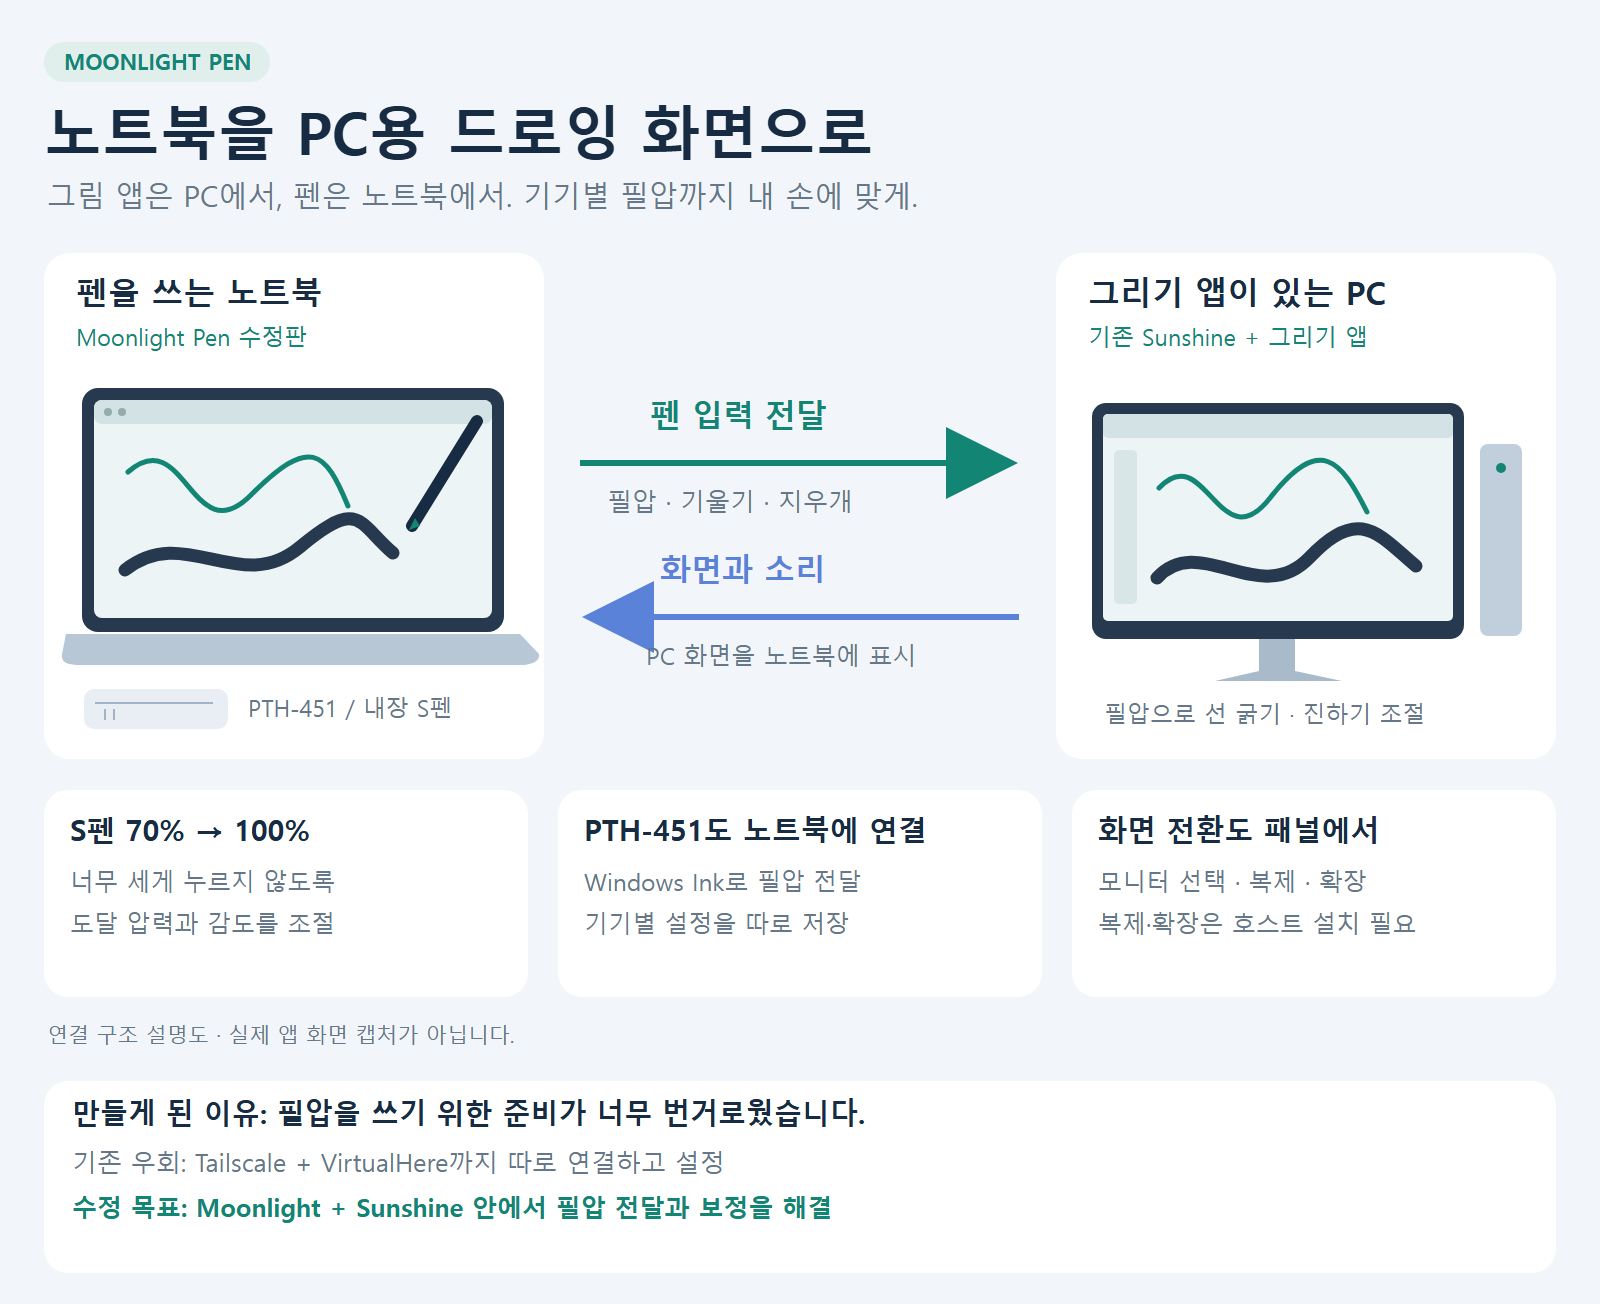 MOONLIGHT PEN
노트북을 PC용 드로잉 화면으로
그림 앱은 PC에서, 펜은 노트북에서. 기기별 필압까지 내 손에 맞게.
펜을 쓰는 노트북
Moonlight Pen 수정판
PTH-451 / 내장 S펜
펜 입력 전달
필압 · 기울기 · 지우개
화면과 소리
PC 화면을 노트북에 표시
그리기 앱이 있는 PC
기존 Sunshine + 그리기 앱
필압으로 선 굵기 · 진하기 조절
S펜 70% → 100%
너무 세게 누르지 않도록
도달 압력과 감도를 조절
PTH-451도 노트북에 연결
Windows Ink로 필압 전달
기기별 설정을 따로 저장
화면 전환도 패널에서
모니터 선택 · 복제 · 확장
복제·확장은 호스트 설치 필요
연결 구조 설명도 · 실제 앱 화면 캡처가 아닙니다.
만들게 된 이유: 필압을 쓰기 위한 준비가 너무 번거로웠습니다.
기존 우회: Tailscale + VirtualHere까지 따로 연결하고 설정
수정 목표: Moonlight + Sunshine 안에서 필압 전달과 보정을 해결